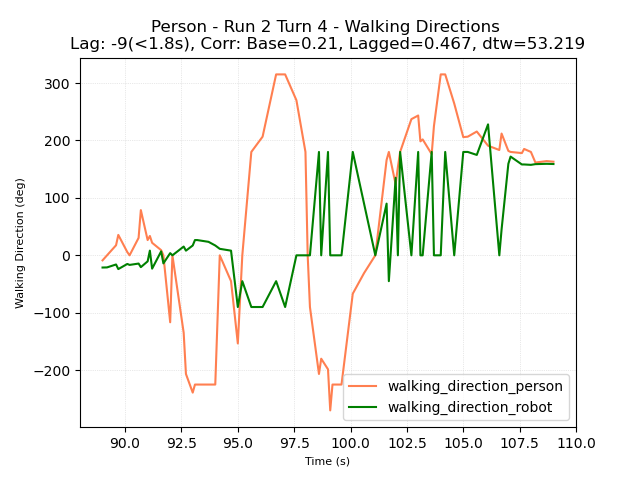 Person - Run 2 Turn 4 - Walking Directions
Lag: -9(<1.8s), Corr: Base=0.21, Lagged=0.467, dtw=53.219
Walking Direction (deg)
300
200
100
0
−100
−200
90.0 92.5 95.0 97.5 100.0 102.5 105.0 107.5 110.0
Time (s)
walking_direction_person
walking_direction_robot